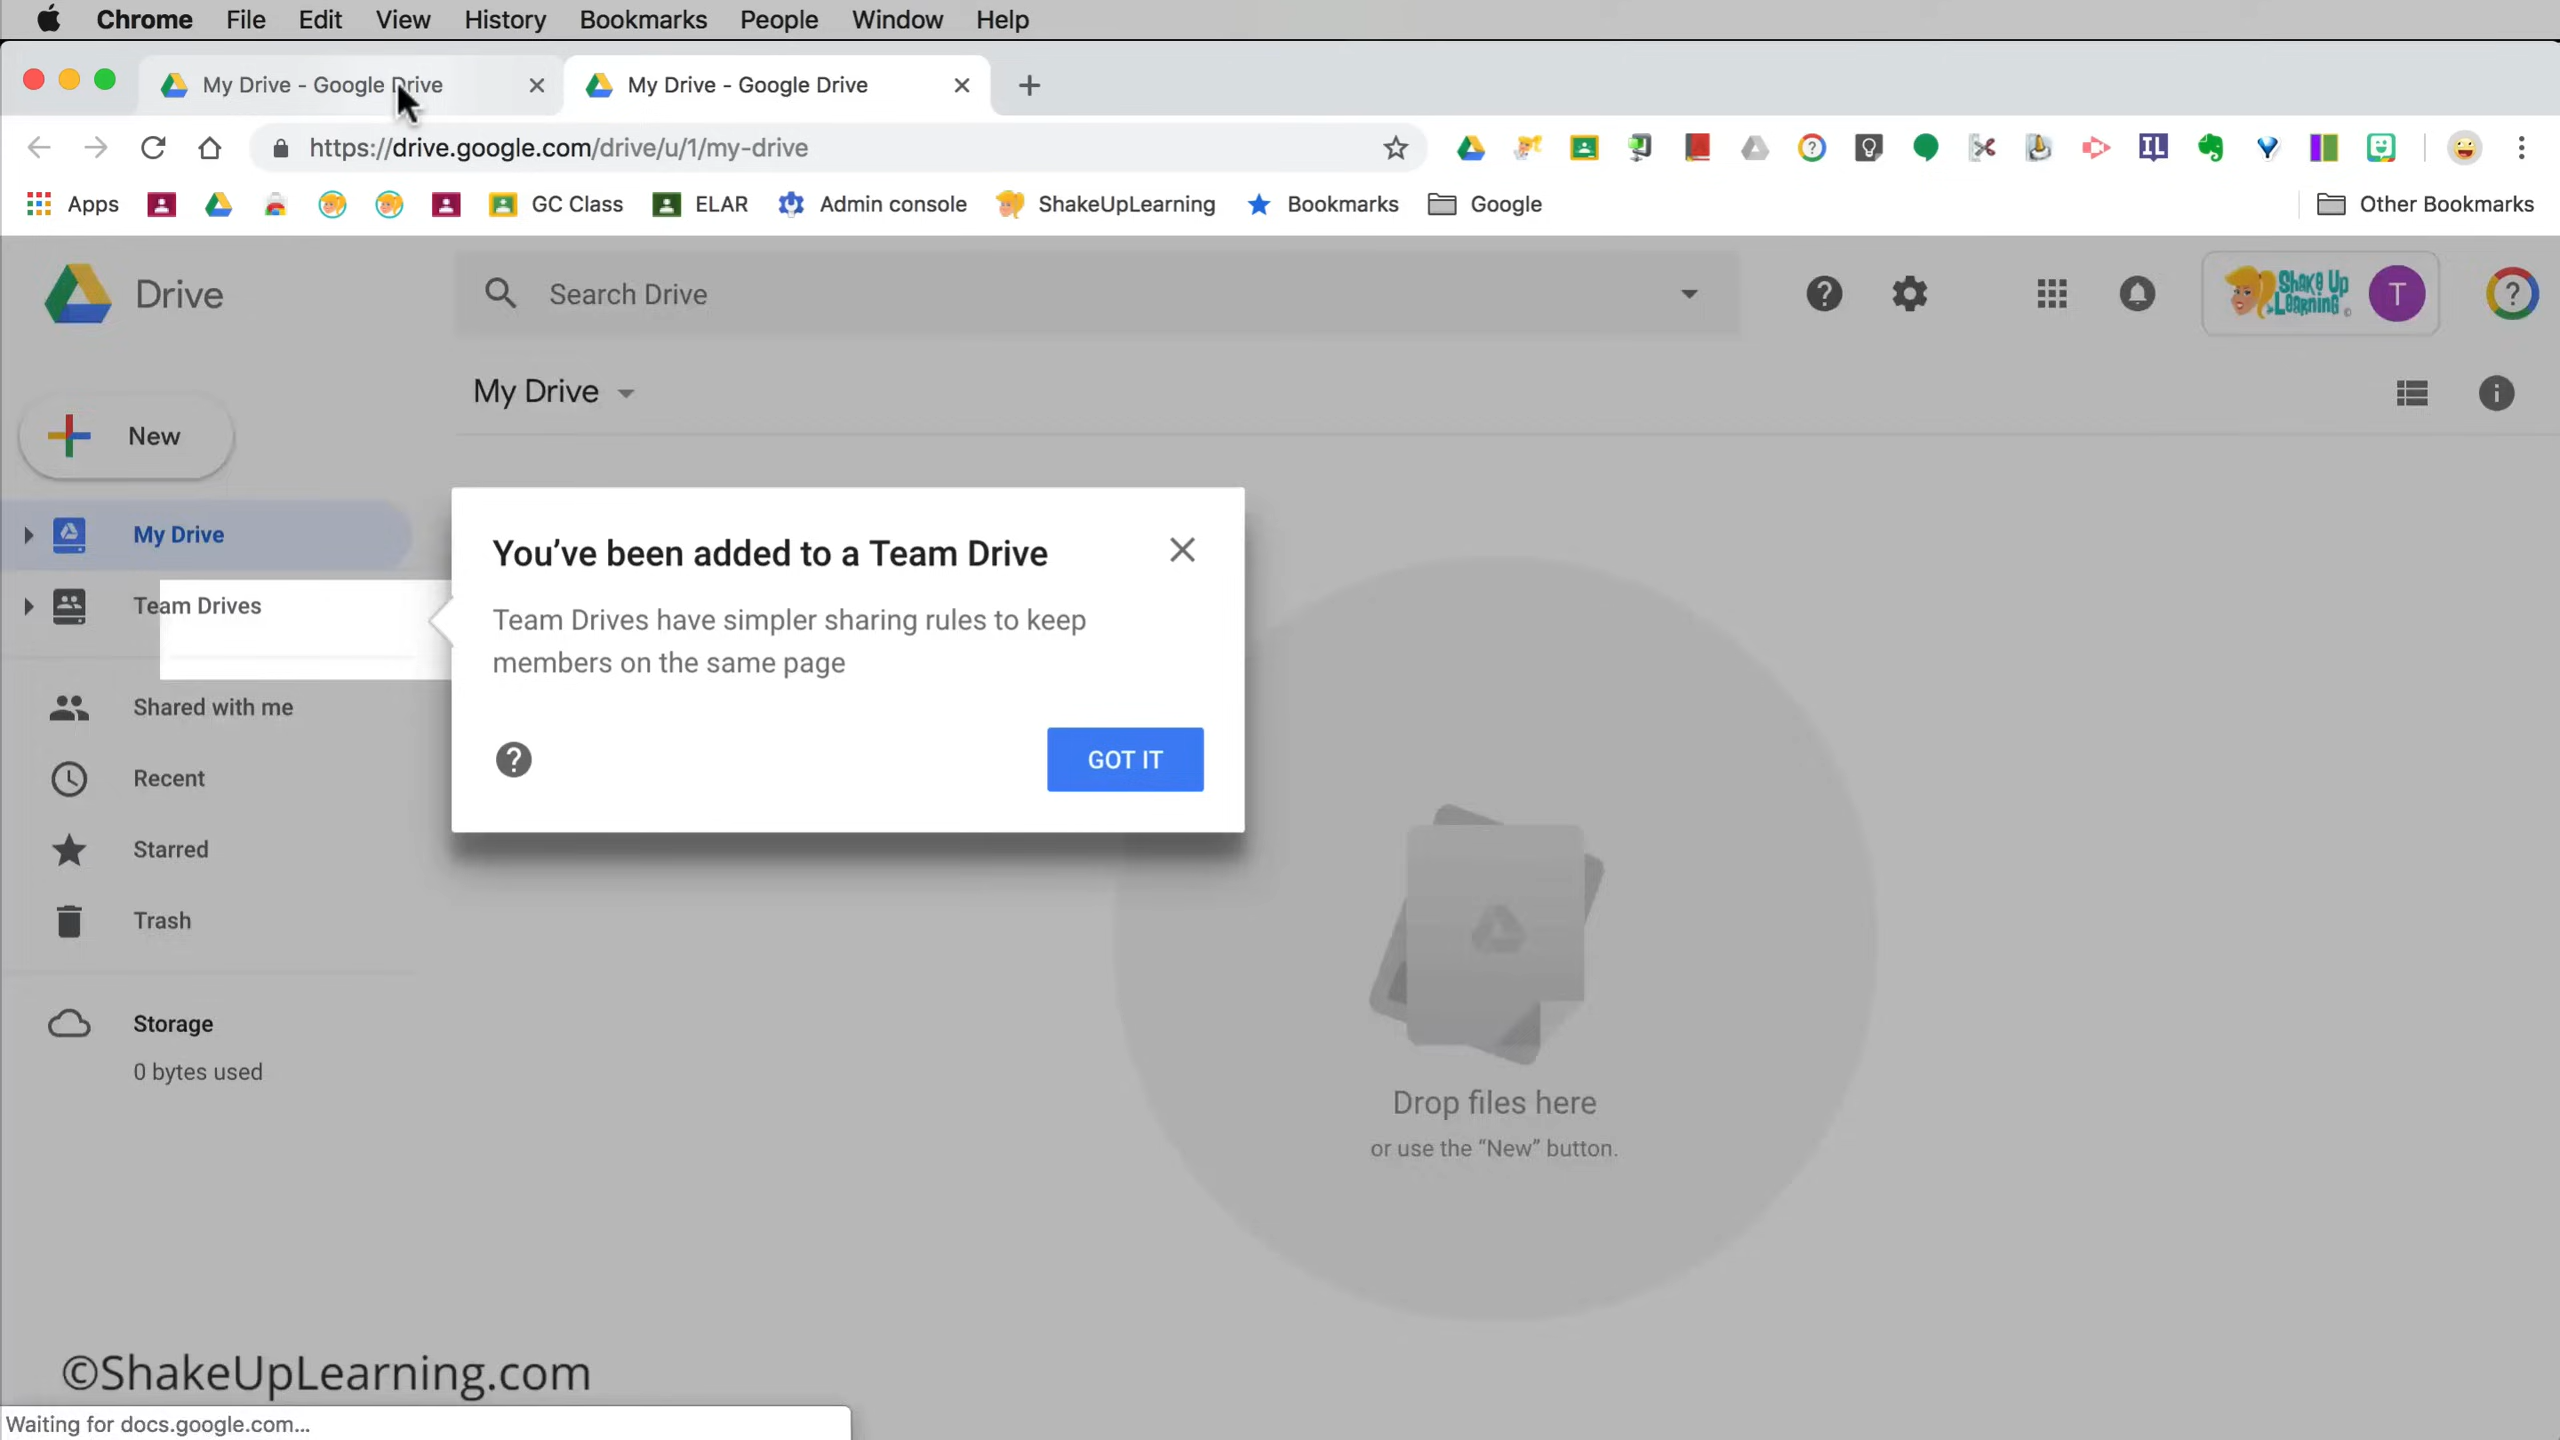 Chrome File Edit View History Bookmarks People Window Help
My Drive - Google Drive
My Drive - Google Drive
https://drive.google.com/drive/u/1/my-drive
IL
Apps
GC Class
ELAR
Admin console
ShakeUpLearning
Bookmarks
Google
Other Bookmarks
Drive
Search Drive
Shake Up
Learning
T
My Drive
New
My Drive
Team Drives
You’ve been added to a Team Drive
Team Drives have simpler sharing rules to keep
members on the same page
GOT IT
Shared with me
Recent
Starred
Trash
Storage
0 bytes used
Drop files here
or use the “New” button.
©ShakeUpLearning.com
Waiting for docs.google.com...